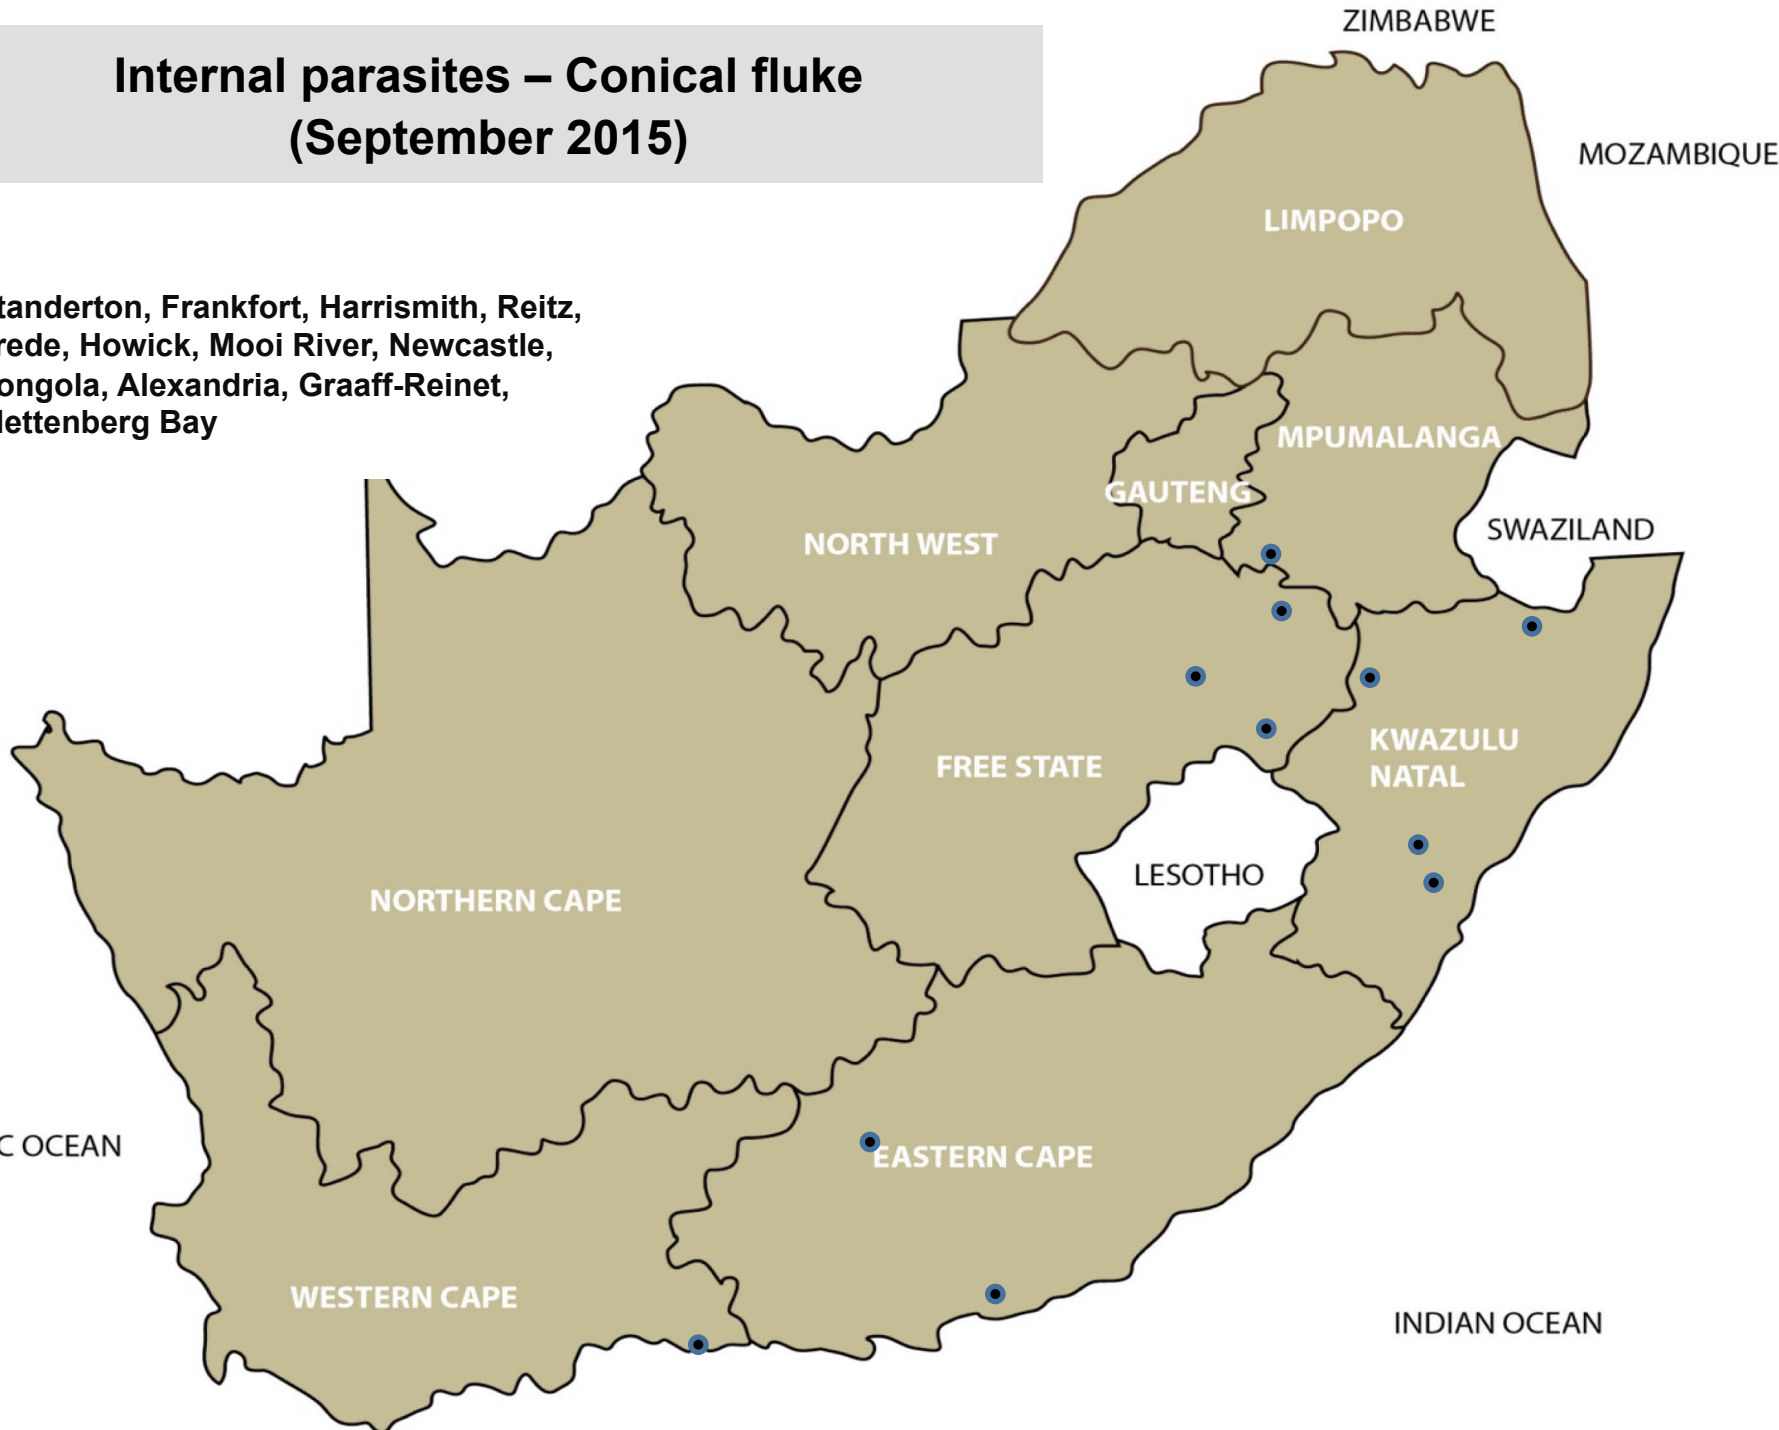 ZIMBABWE
Internal parasites – Conical fluke
(September 2015)
MOZAMBIQUE
LIMPOPO
tanderton, Frankfort, Harrismith, Reitz,
rede, Howick, Mooi River, Newcastle,
ongola, Alexandria, Graaff-Reinet,
lettenberg Bay
MPUMALANGA
GAUTENG
SWAZILAND
NORTH WEST
KWAZULU
NATAL
FREE STATE
LESOTHO
NORTHERN CAPE
C OCEAN
EASTERN CAPE
WESTERN CAPE
INDIAN OCEAN